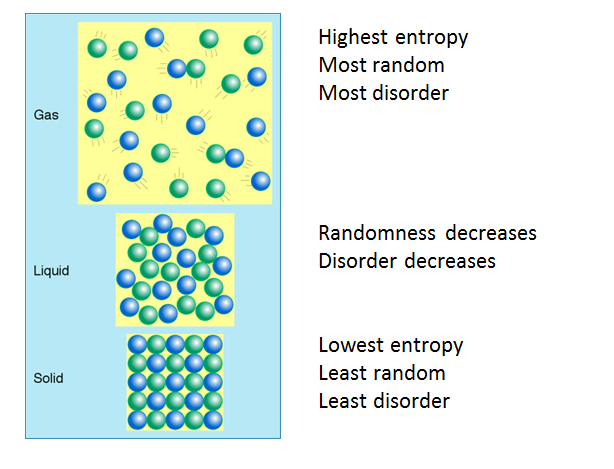 Gas
Highest entropy
Most random
Most disorder
Liquid
Randomness decreases
Disorder decreases
Solid
Lowest entropy
Least random
Least disorder